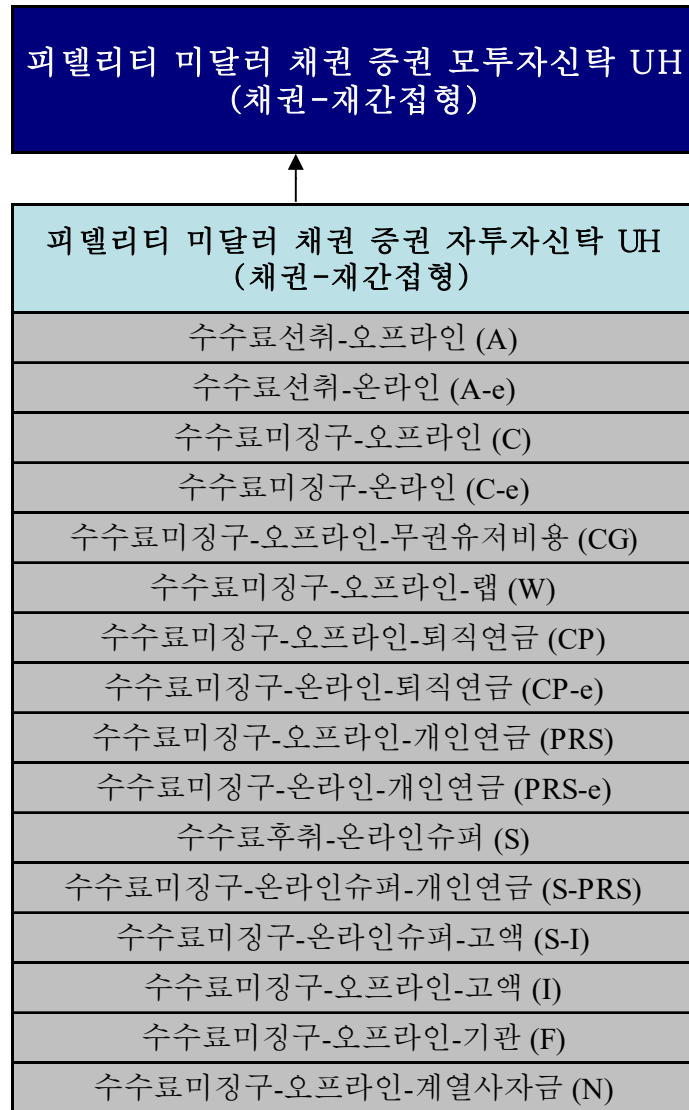 피델리티 미달러 채권 증권 모투자신탁 UH
(채권-재간접형)
피델리티 미달러 채권 증권 자투자신탁 UH
(채권-재간접형)
수수료선취-오프라인 (A)
수수료선취-온라인 (A-e)
수수료미징구-오프라인 (C)
수수료미징구-온라인 (C-e)
수수료미징구-오프라인-무권유저비용 (CG)
수수료미징구-오프라인-랩 (W)
수수료미징구-오프라인-퇴직연금 (CP)
수수료미징구-온라인-퇴직연금 (CP-e)
수수료미징구-오프라인-개인연금 (PRS)
수수료미징구-온라인-개인연금 (PRS-e)
수수료후취-온라인슈퍼 (S)
수수료미징구-온라인슈퍼-개인연금 (S-PRS)
수수료미징구-온라인슈퍼-고액 (S-I)
수수료미징구-오프라인-고액 (I)
수수료미징구-오프라인-기관 (F)
수수료미징구-오프라인-계열사자금 (N)